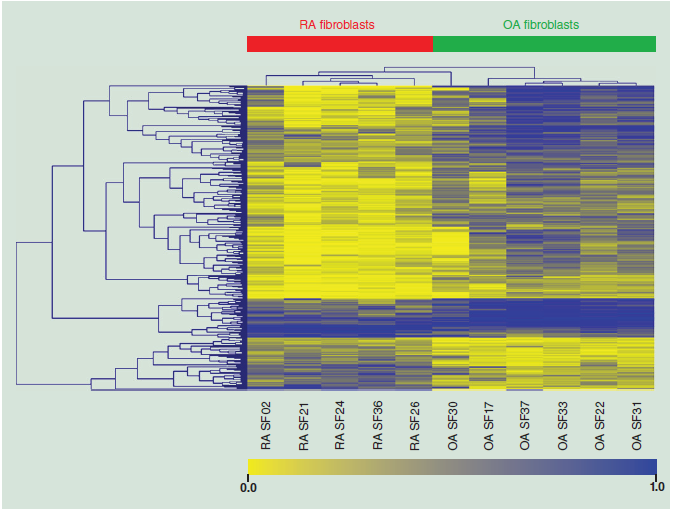 RA fibroblasts
OA fibroblasts
RA SF02
RA SF21
RA SF24
RA SF36
RA SF26
OA SF30
OA SF17
OA SF37
OA SF33
OA SF22
OA SF31
0.0
1.0